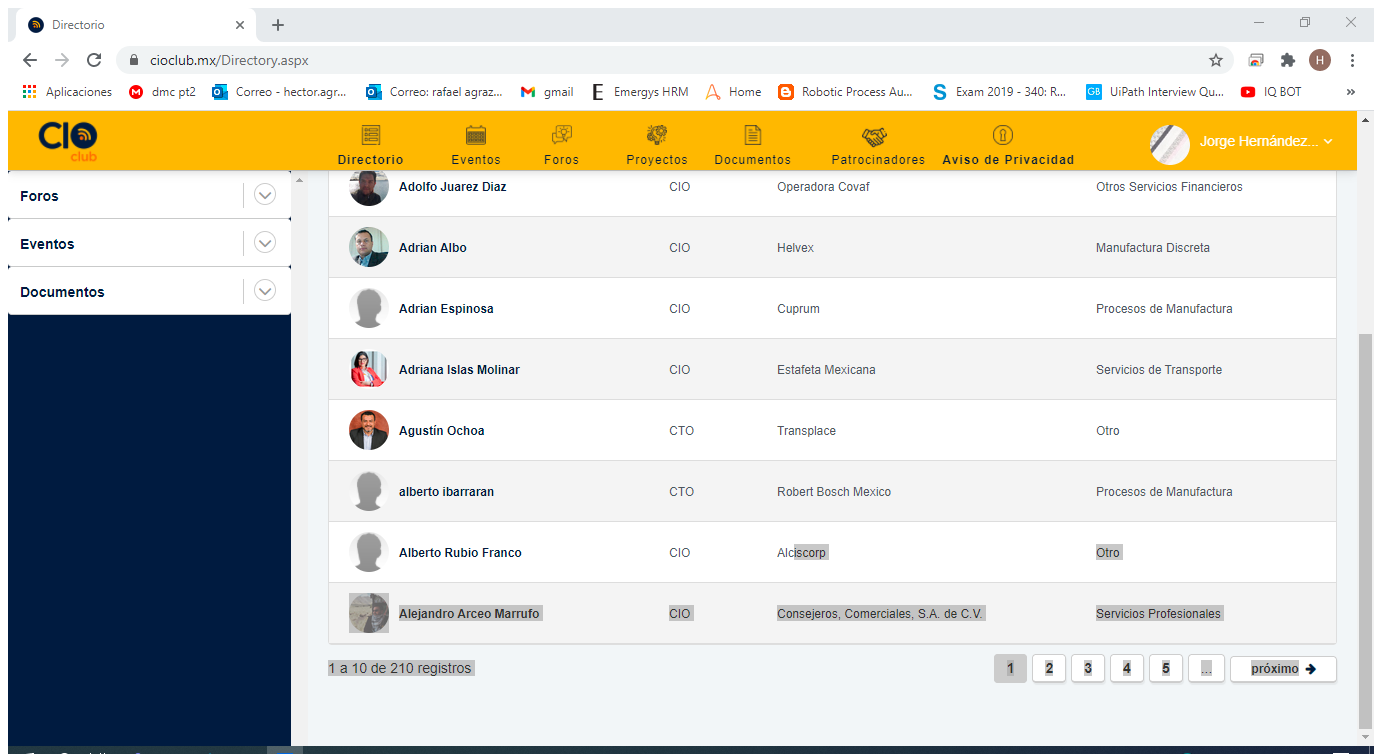 Directorio
cioclub.mx/Directory.aspx
H
Aplicaciones dmc pt2 Correo - hector.agr... Correo: rafael agraz... gmail Emergys HRM Home Robotic Process Au... Exam 2019 - 340: R... GB UiPath Interview Qu... IQ BOT »
CIO club
Directorio Eventos Foros Proyectos Documentos Patrocinadores Aviso de Privacidad Jorge Hernández...
Foros
Eventos
Documentos
Adolfo Juarez Diaz CIO Operadora Covaf Otros Servicios Financieros
Adrian Albo CIO Helvex Manufactura Discreta
Adrian Espinosa CIO Cuprum Procesos de Manufactura
Adriana Islas Molinar CIO Estafeta Mexicana Servicios de Transporte
Agustín Ochoa CTO Transplace Otro
alberto ibarraran CTO Robert Bosch Mexico Procesos de Manufactura
Alberto Rubio Franco CIO Alciscorp Otro
Alejandro Arceo Marrufo CIO Consejeros, Comerciales, S.A. de C.V. Servicios Profesionales
1 a 10 de 210 registros 1 2 3 4 5 ... próximo